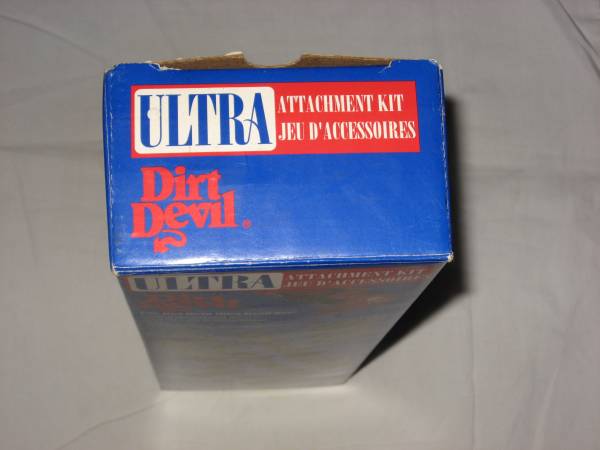 ULTRA
ATTACHMENT KIT
JEU D'ACCESSOIRES
Dirt
Devil®
ULTRA
ATTACHMENT KIT
JEU D'ACCESSOIRES